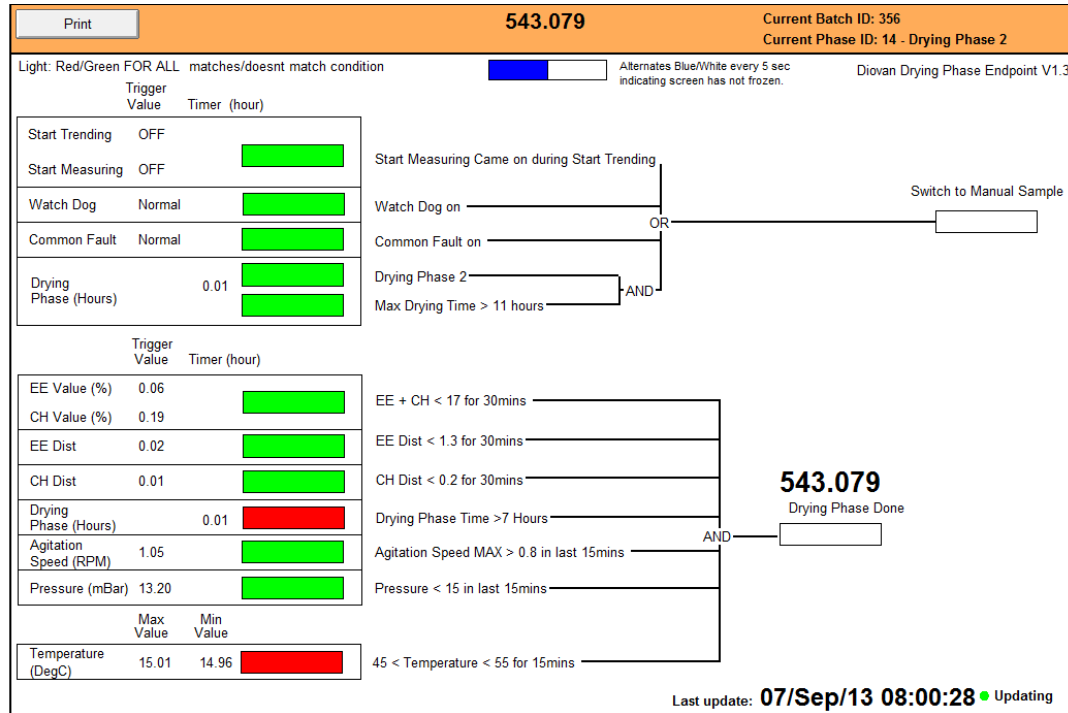 Print
543.079
Current Batch ID: 356
Current Phase ID: 14 - Drying Phase 2
Light: Red/Green FOR ALL matches/doesnt match condition
Alternates Blue/White every 5 sec
indicating screen has not frozen.
Diovan Drying Phase Endpoint V1.3
Trigger
Value Timer (hour)
Start Trending OFF
Start Measuring OFF
Start Measuring Came on during Start Trending
Watch Dog Normal
Watch Dog on
Switch to Manual Sample
OR
Common Fault Normal
Common Fault on
Drying
Phase (Hours)
0.01
Drying Phase 2
AND
Max Drying Time > 11 hours
Trigger
Value Timer (hour)
EE Value (%) 0.06
CH Value (%) 0.19
EE + CH < 17 for 30mins
EE Dist 0.02
EE Dist < 1.3 for 30mins
CH Dist 0.01
CH Dist < 0.2 for 30mins
543.079
Drying Phase Done
Drying
Phase (Hours)
0.01
Drying Phase Time >7 Hours
AND
Agitation
Speed (RPM)
1.05
Agitation Speed MAX > 0.8 in last 15mins
Pressure (mBar) 13.20
Pressure < 15 in last 15mins
Max
Value
Min
Value
Temperature
(DegC)
15.01 14.96
45 < Temperature < 55 for 15mins
Last update: 07/Sep/13 08:00:28 Updating